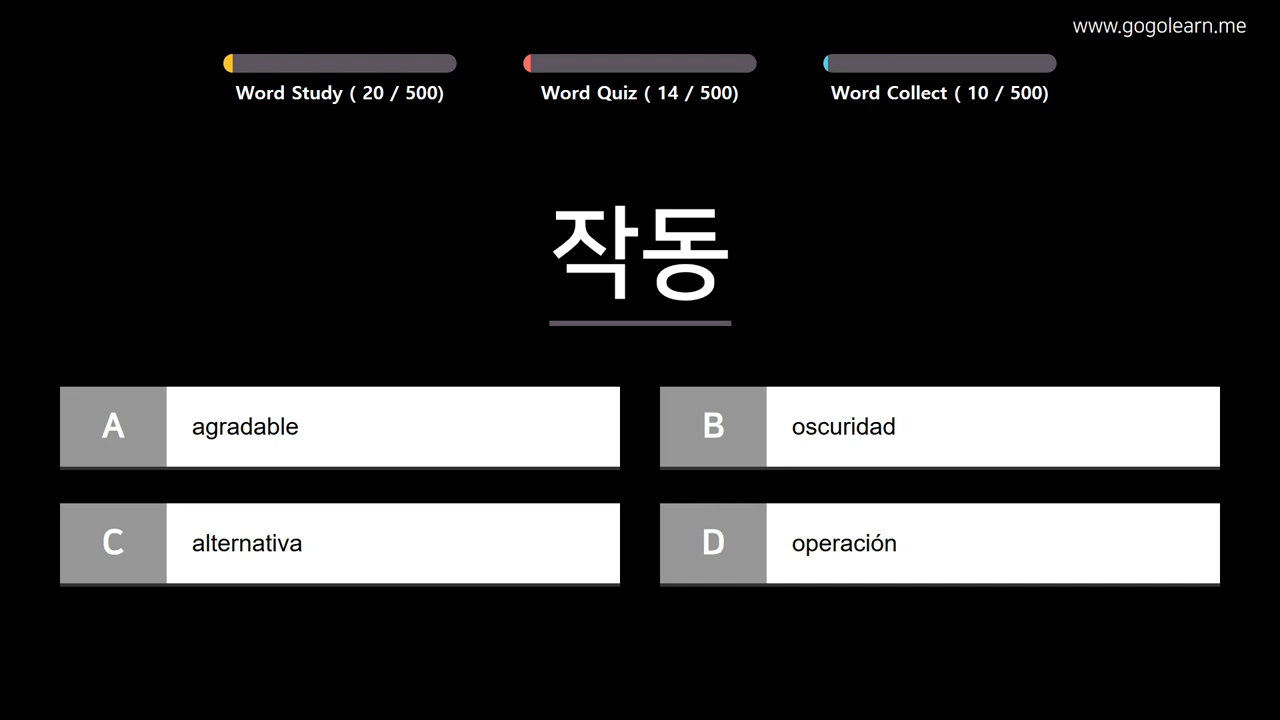 www.gogolearn.me
Word Study ( 20 / 500)
Word Quiz ( 14 / 500)
Word Collect ( 10 / 500)
작동
A agradable
B oscuridad
C alternativa
D operación